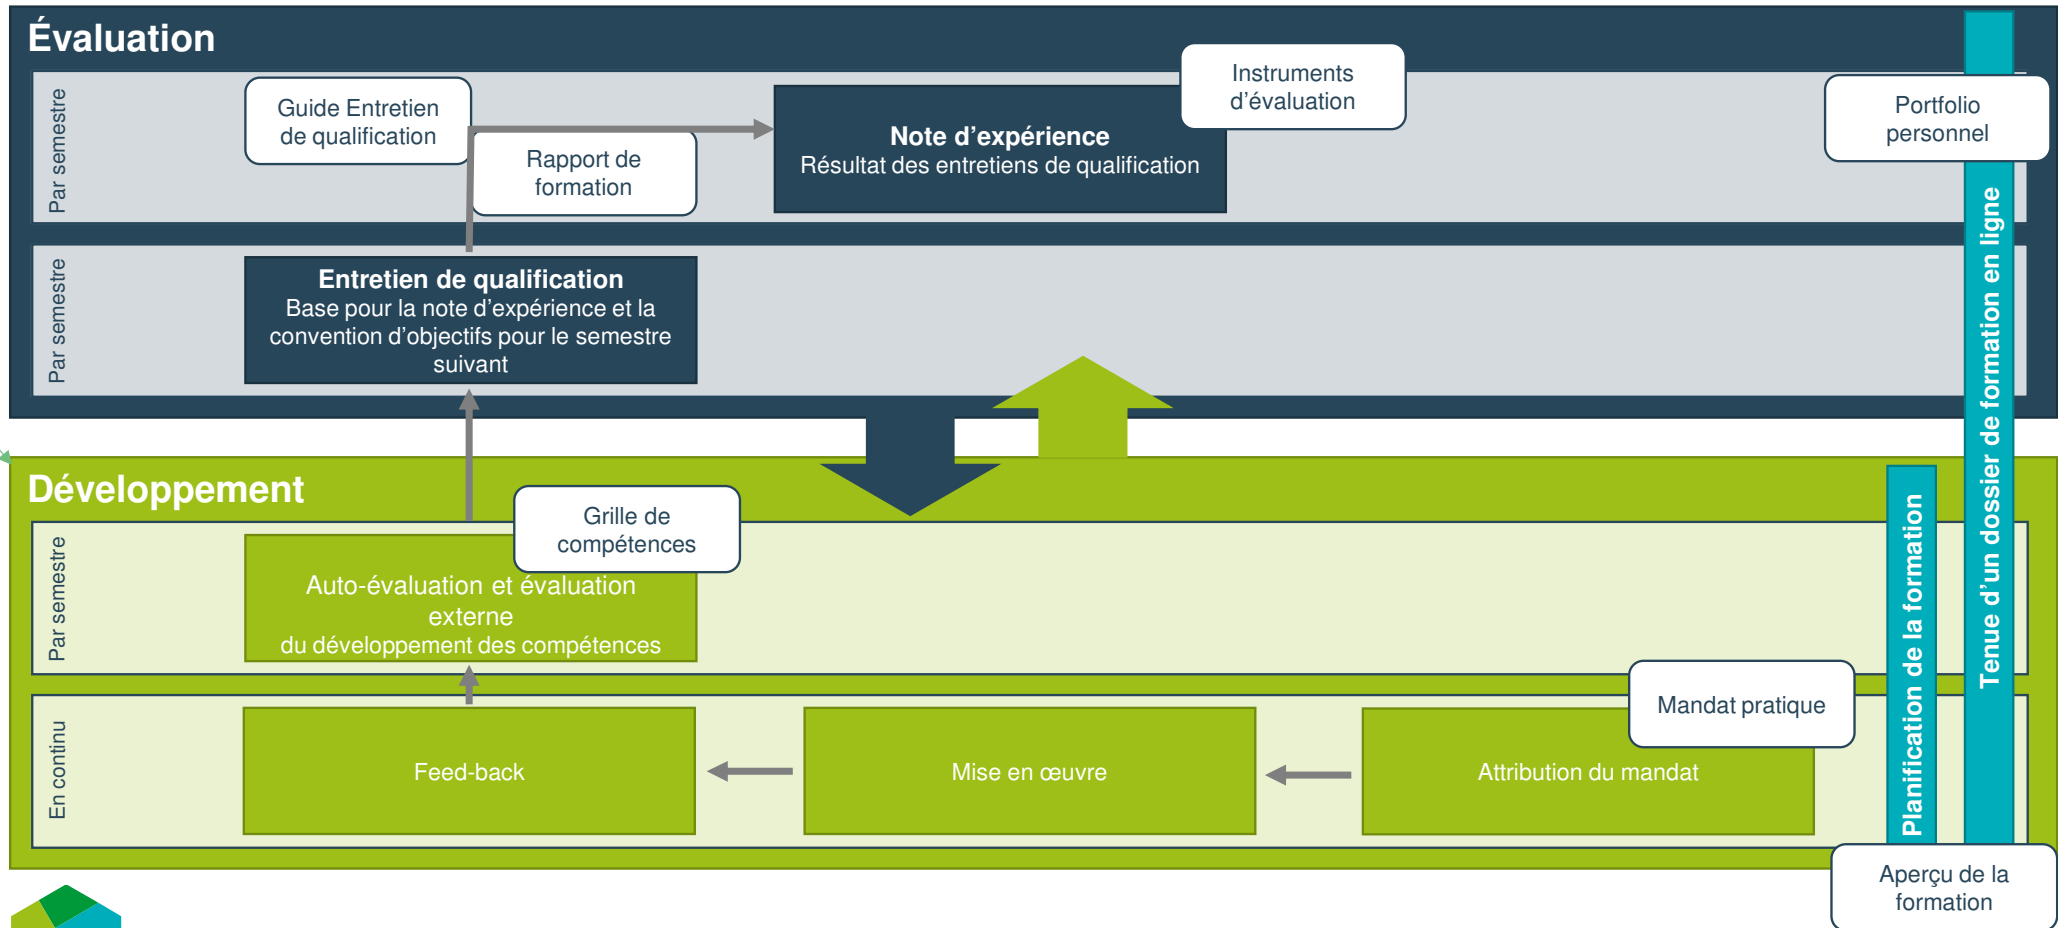 Évaluation
Par semestre
Guide Entretien
de qualification
Rapport de
formation
Note d’expérience
Résultat des entretiens de qualification
Instruments
d’évaluation
Portfolio
personnel
Par semestre
Entretien de qualification
Base pour la note d’expérience et la
convention d’objectifs pour le semestre
suivant
Tenue d’un dossier de formation en ligne
Développement
Par semestre
Grille de
compétences
Auto-évaluation et évaluation
externe
du développement des compétences
Planification de la formation
En continu
Feed-back
Mise en œuvre
Attribution du mandat
Mandat pratique
Aperçu de la
formation